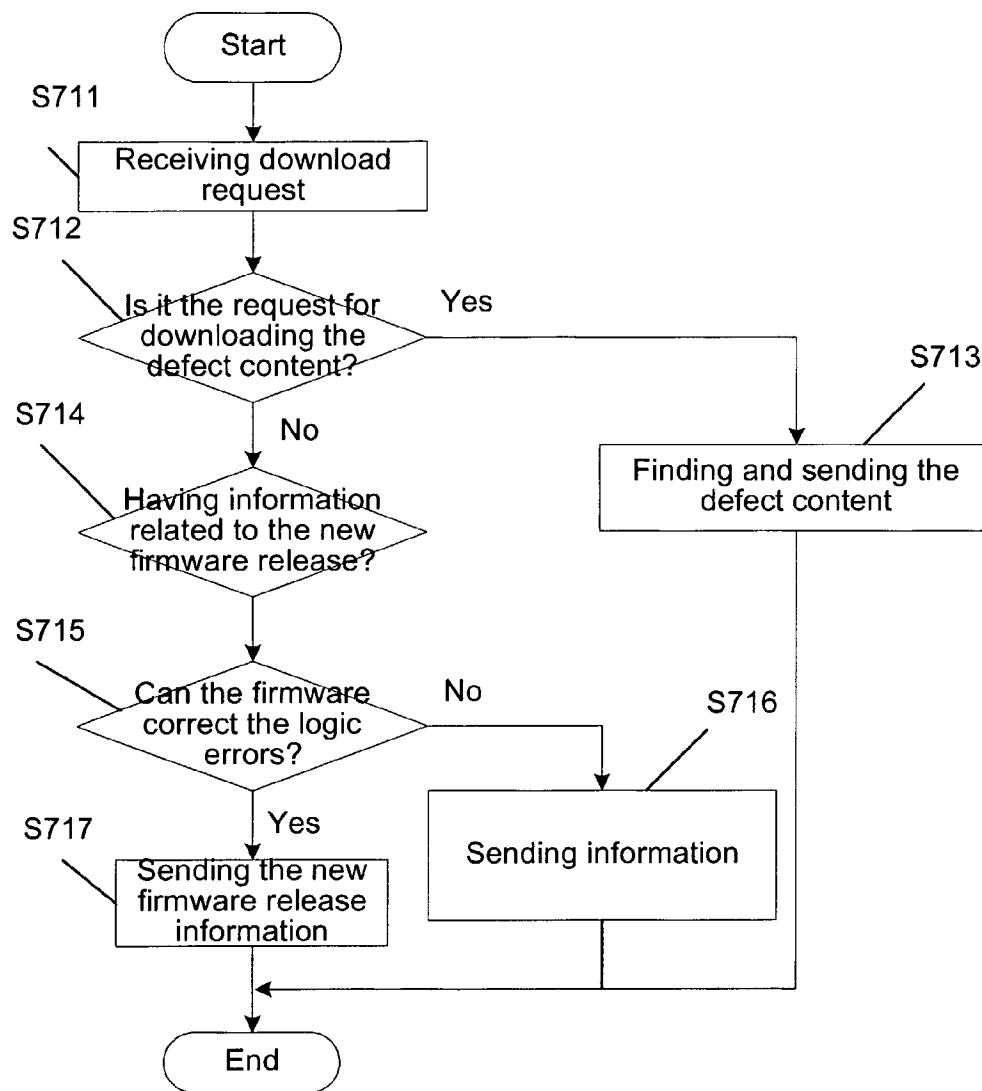 Start
S711
Receiving download
request
S712
Is it the request for
downloading the
defect content?
Yes
S713
Finding and sending the
defect content
No
S714
Having information
related to the new
firmware release?
S715
Can the firmware
correct the logic
errors?
No
S716
Sending information
Yes
S717
Sending the new
firmware release
information
End